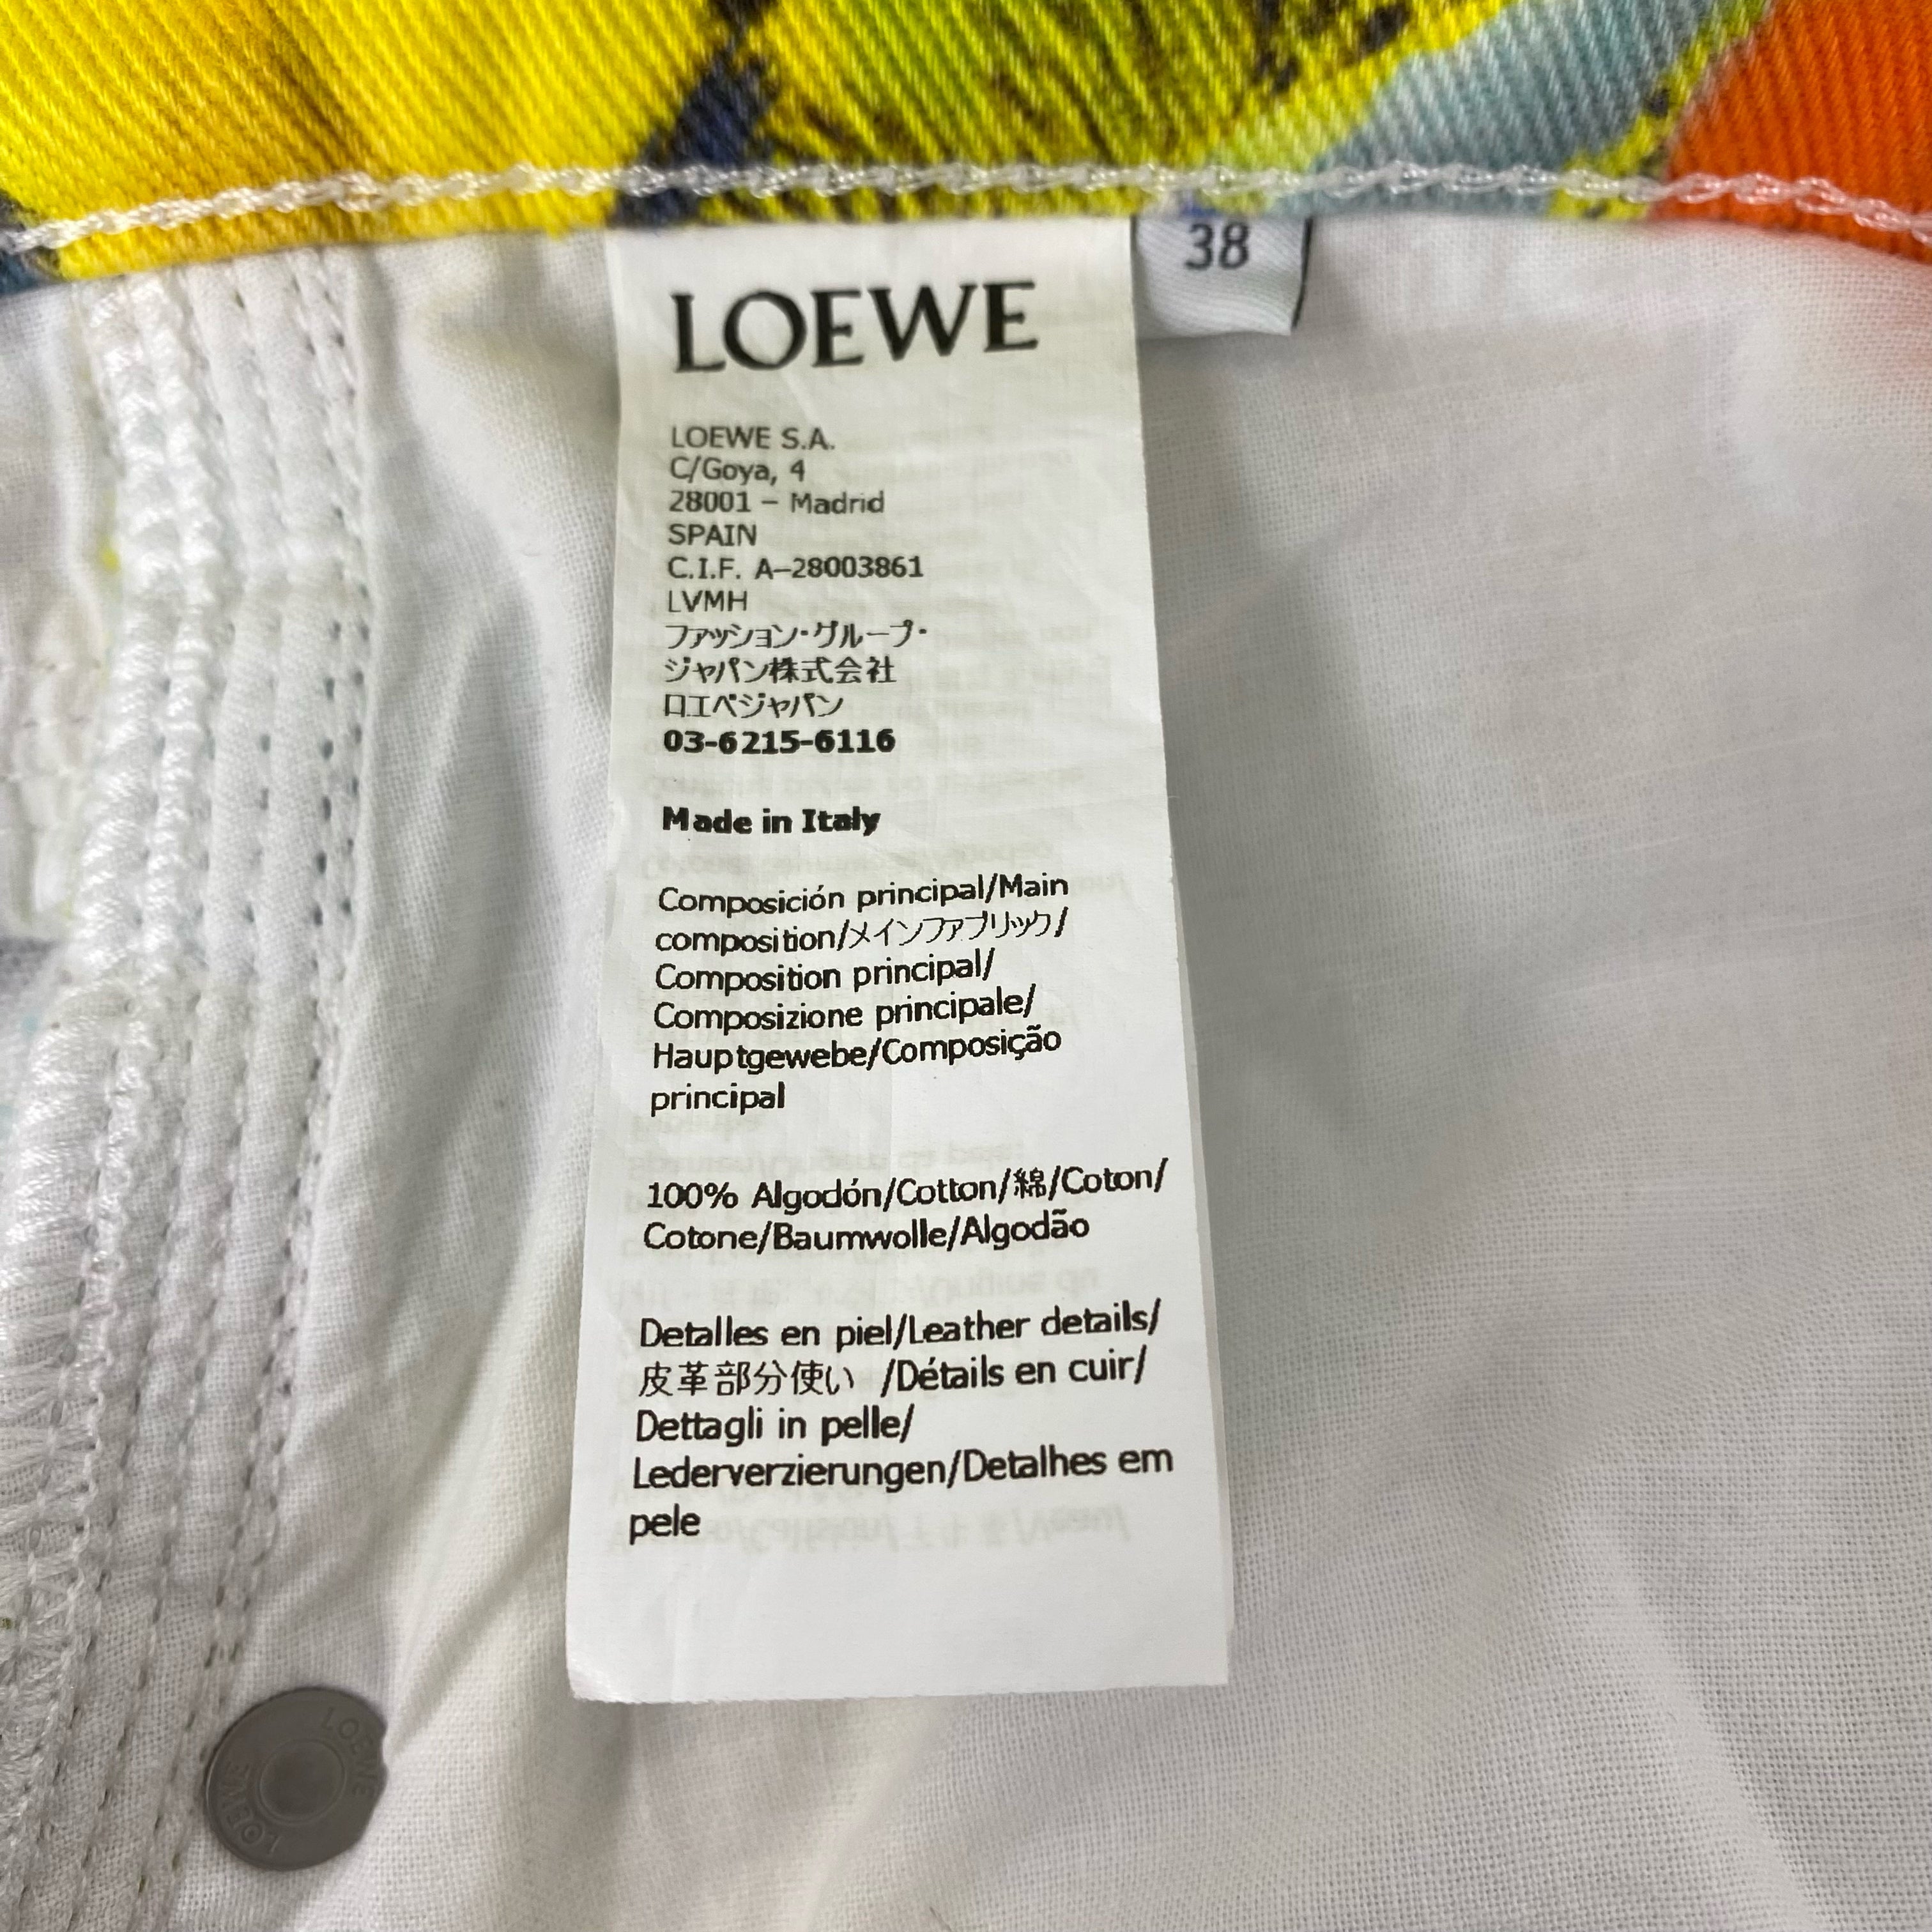 38
LOEWE
LOEWE S.A.
C/Goya, 4
28001 – Madrid
SPAIN
C.I.F. A–28003861
LVMH
ファッション・グループ・
ジャパン株式会社
ロエベジャパン
03-6215-6116
Made in Italy
Composición principal/Main
composition/メインファブリック/
Composition principal/
Composizione principale/
Hauptgewebe/Composição
principal
100% Algodón/Cotton/綿/Coton/
Cotone/Baumwolle/Algodão
Detalles en piel/Leather details/
皮革部分使い /Détails en cuir/
Dettagli in pelle/
Lederverzierungen/Detalhes em
pele
LOEWE
LOEWE